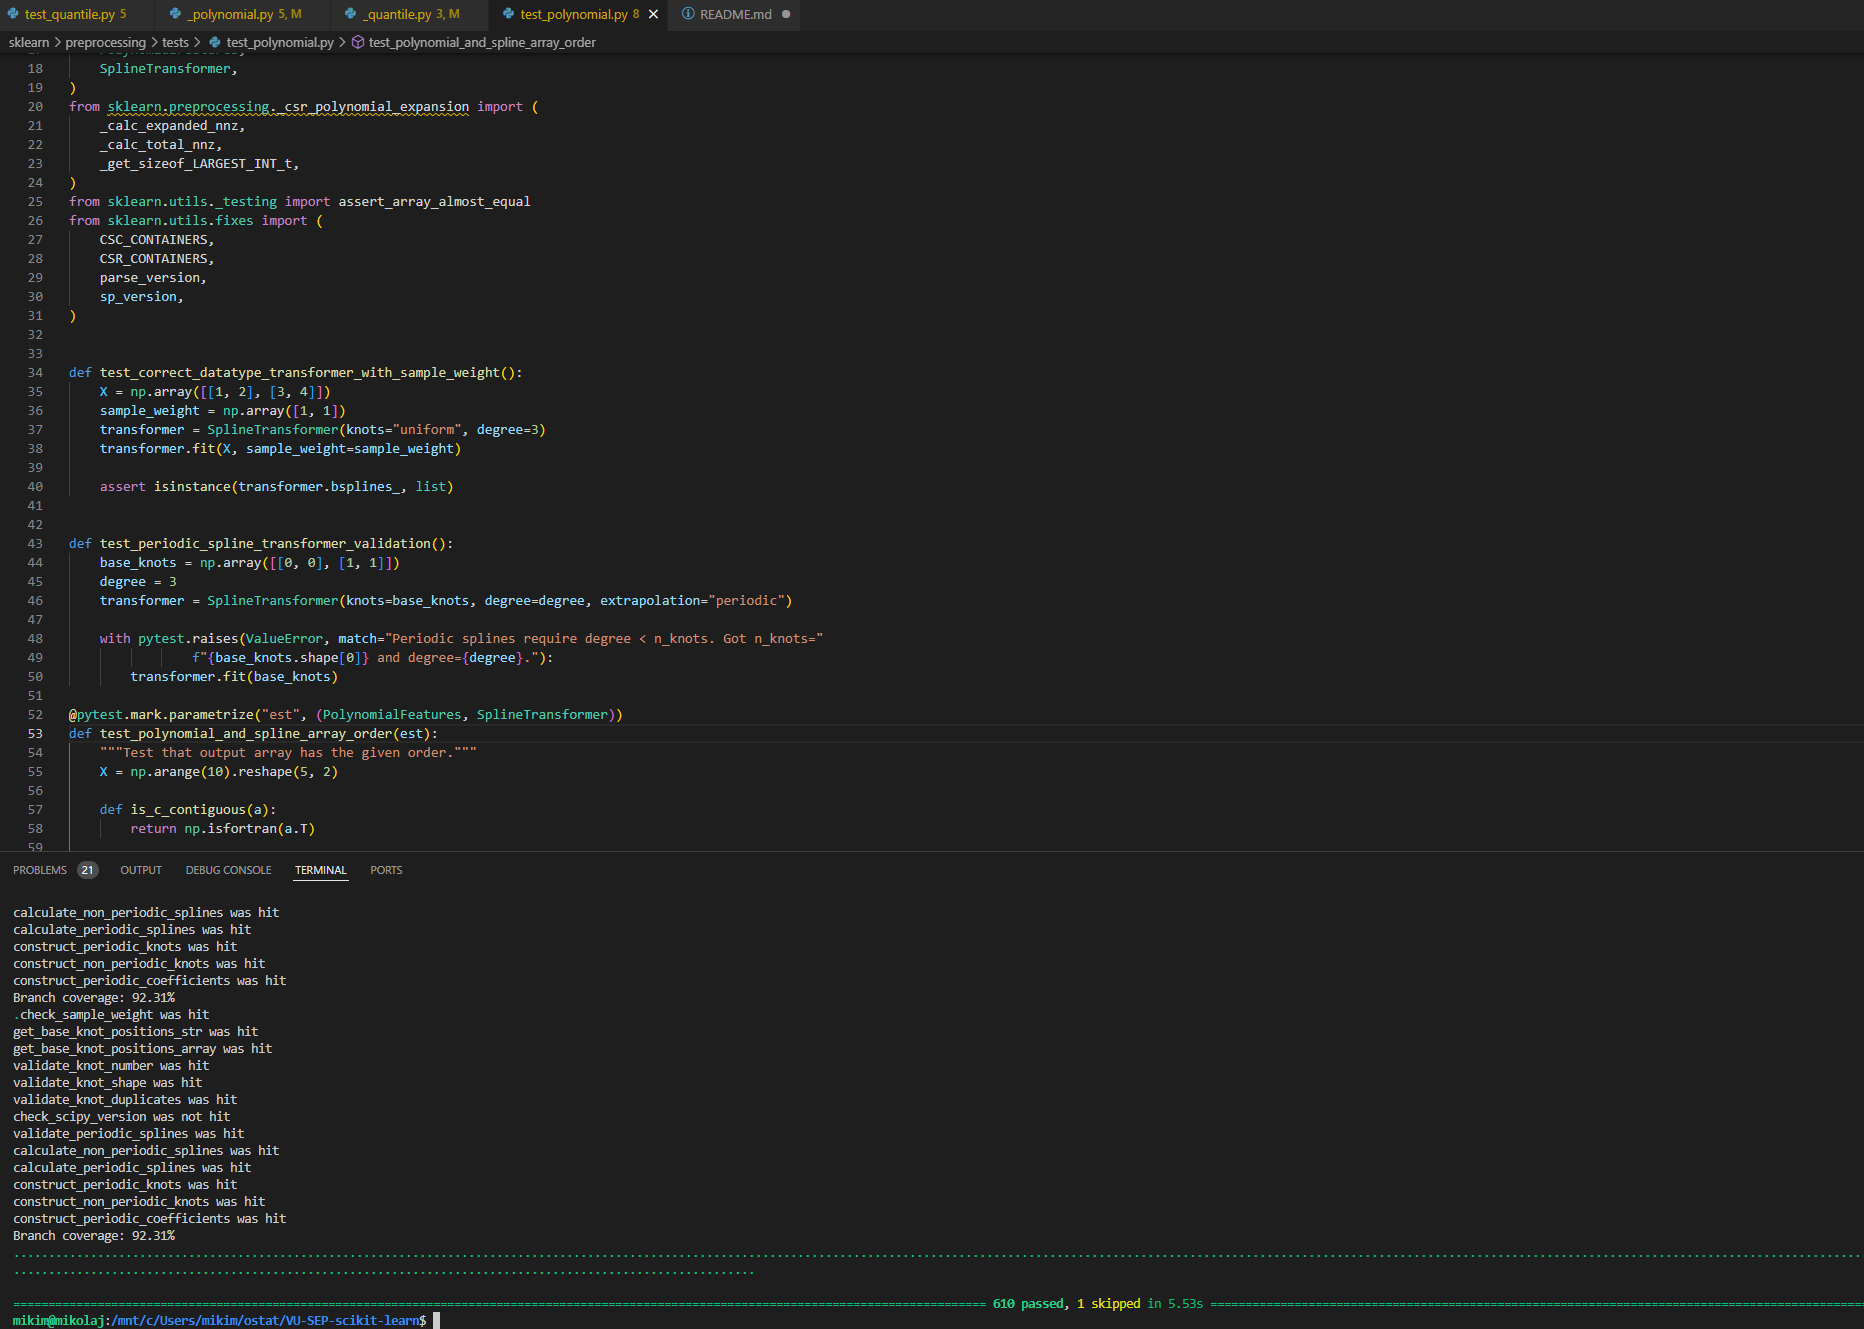 test_quantile.py 5
_polynomial.py 5, M
_quantile.py 3, M
test_polynomial.py 8
README.md
sklearn > preprocessing > tests > test_polynomial.py > test_polynomial_and_spline_array_order
18 SplineTransformer,
19 )
20 from sklearn.preprocessing._csr_polynomial_expansion import (
21 _calc_expanded_nnz,
22 _calc_total_nnz,
23 _get_sizeof_LARGEST_INT_t,
24 )
25 from sklearn.utils._testing import assert_array_almost_equal
26 from sklearn.utils.fixes import (
27 CSC_CONTAINERS,
28 CSR_CONTAINERS,
29 parse_version,
30 sp_version,
31 )
32
33
34 def test_correct_datatype_transformer_with_sample_weight():
35 X = np.array([[1, 2], [3, 4]])
36 sample_weight = np.array([1, 1])
37 transformer = SplineTransformer(knots="uniform", degree=3)
38 transformer.fit(X, sample_weight=sample_weight)
39
40 assert isinstance(transformer.bsplines_, list)
41
42
43 def test_periodic_spline_transformer_validation():
44 base_knots = np.array([[0, 0], [1, 1]])
45 degree = 3
46 transformer = SplineTransformer(knots=base_knots, degree=degree, extrapolation="periodic")
47
48 with pytest.raises(ValueError, match="Periodic splines require degree < n_knots. Got n_knots="
49 f"{base_knots.shape[0]} and degree={degree}."):
50 transformer.fit(base_knots)
51
52 @pytest.mark.parametrize("est", (PolynomialFeatures, SplineTransformer))
53 def test_polynomial_and_spline_array_order(est):
54 """Test that output array has the given order."""
55 X = np.arange(10).reshape(5, 2)
56
57 def is_c_contiguous(a):
58 return np.isfortran(a.T)
59
PROBLEMS 21 OUTPUT DEBUG CONSOLE TERMINAL PORTS
calculate_non_periodic_splines was hit
calculate_periodic_splines was hit
construct_periodic_knots was hit
construct_non_periodic_knots was hit
construct_periodic_coefficients was hit
Branch coverage: 92.31%
.check_sample_weight was hit
get_base_knot_positions_str was hit
get_base_knot_positions_array was hit
validate_knot_number was hit
validate_knot_shape was hit
validate_knot_duplicates was hit
check_scipy_version was not hit
validate_periodic_splines was hit
calculate_non_periodic_splines was hit
calculate_periodic_splines was hit
construct_periodic_knots was hit
construct_non_periodic_knots was hit
construct_periodic_coefficients was hit
Branch coverage: 92.31%
610 passed, 1 skipped in 5.53s
mikim@mikolaj:/mnt/c/Users/mikim/ostat/VU-SEP-scikit-learn$